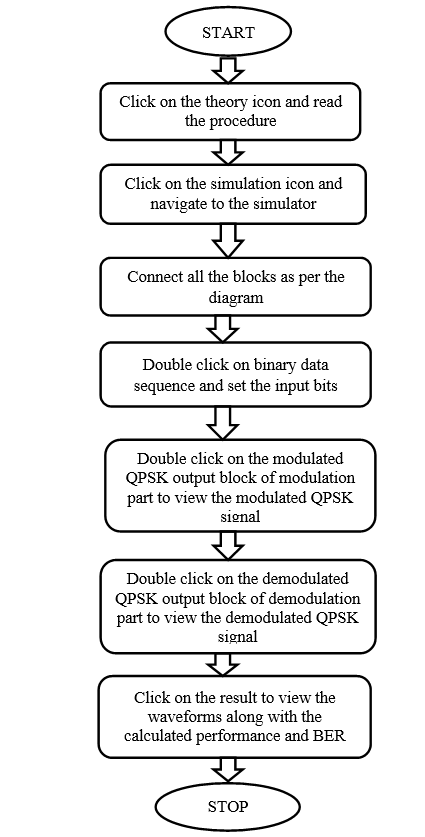 START
Click on the theory icon and read
the procedure
Click on the simulation icon and
navigate to the simulator
Connect all the blocks as per the
diagram
Double click on binary data
sequence and set the input bits
Double click on the modulated
QPSK output block of modulation
part to view the modulated QPSK
signal
Double click on the demodulated
QPSK output block of demodulation
part to view the demodulated QPSK
signal
Click on the result to view the
waveforms along with the
calculated performance and BER
STOP